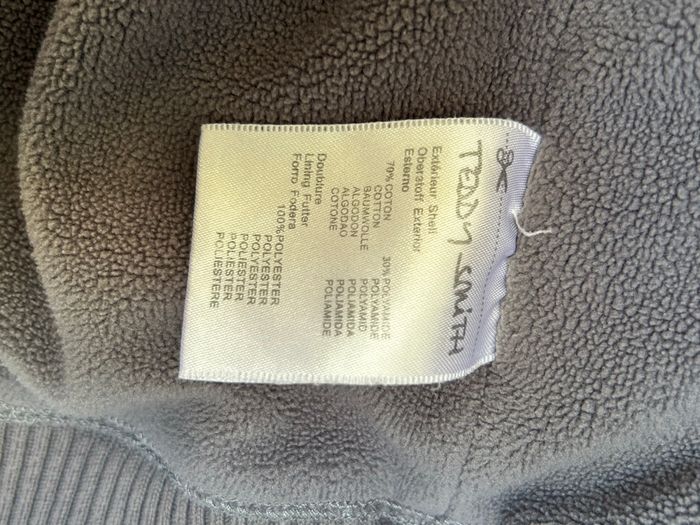 TEDDY SMITH
Extérieur Shell
Oberstoff Exterior
Esterno
70% COTON 30% POLYAMIDE
COTTON POLYAMIDE
BAUMWOLLE POLYAMID
ALGODON POLIAMIDA
ALGODAO POLIAMIDA
COTONE POLIAMIDE
Doublure
Lining Futter
Forro Fodera
100% POLYESTER
POLYESTER
POLYESTER
POLIESTER
POLIESTER
POLIESTERE